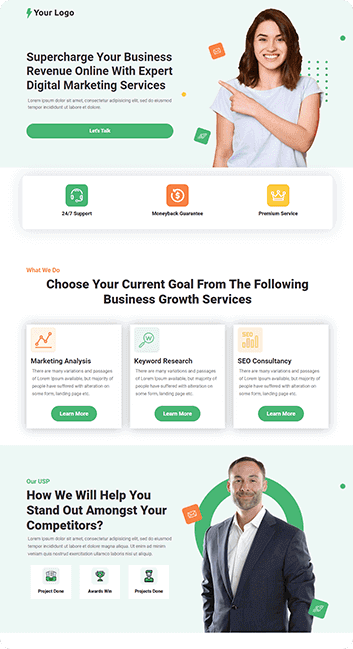 Your Logo
Supercharge Your Business
Revenue Online With Expert
Digital Marketing Services
Lorem ipsum dolor sit amet, consectetur adipisicing elit, sed do eiusmod
tempor incididunt ut labore et dolore.
Let's Talk
24/7 Support
Moneyback Guarantee
Premium Service
What We Do
Choose Your Current Goal From The Following
Business Growth Services
SEO
Marketing Analysis
Keyword Research
SEO Consultancy
There are many variations and passages
of Lorem Ipsum available, but majority of
people have suffered with alteration on
some form, landing page etc.
There are many variations and passages
of Lorem Ipsum available, but majority of
people have suffered with alteration on
some form, landing page etc.
There are many variations and passages
of Lorem Ipsum available, but majority of
people have suffered with alteration on
some form, landing page etc.
Learn More
Learn More
Learn More
Our USP
How We Will Help You
Stand Out Amongst Your
Competitors?
Lorem ipsum dolor sit amet, consectetur adipisicing elit, sed do eiusmod
tempor incididunt ut labore et dolore magna aliqua. Ut enim ad minim
veniam quis nostrud exercitation ullamco laboris nisi ut aliquip.
Project Done
Awards Win
Projects Done